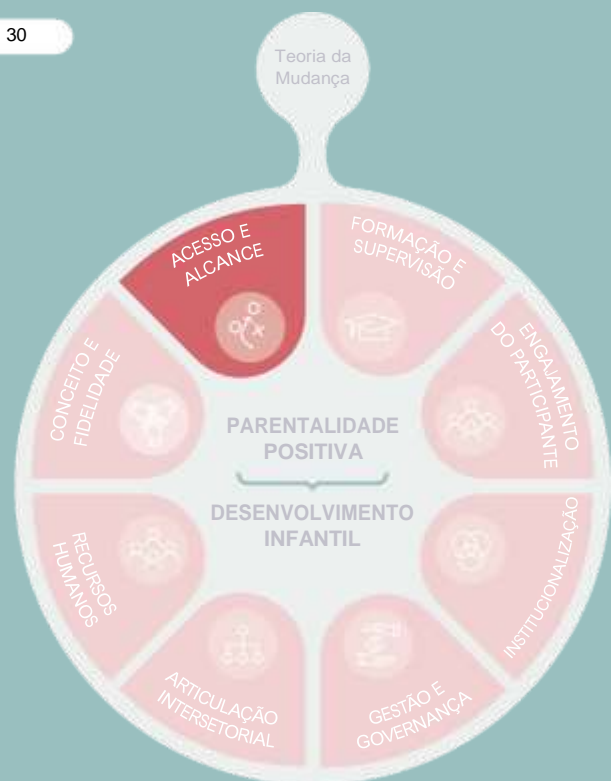 30
Teoria da
Mudança
ACESSO E
ALCANCE
FORMAÇÃO E
SUPERVISÃO
ENGAJAMENTO
DO PARTICIPANTE
INSTITUCIONALIZAÇÃO
GESTÃO E
GOVERNANÇA
ARTICULAÇÃO
INTERSETORIAL
RECURSOS
HUMANOS
CONCEITO E
FIDELIDADE
PARENTALIDADE
POSITIVA
DESENVOLVIMENTO
INFANTIL